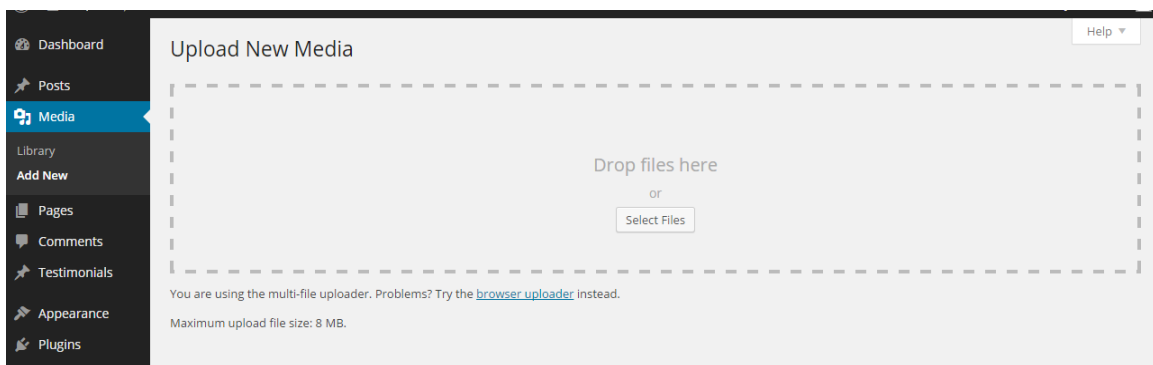 Help
Dashboard
Upload New Media
Posts
Media
Library
Add New
Pages
Comments
Testimonials
Appearance
Plugins
Drop files here
or
Select Files
You are using the multi-file uploader. Problems? Try the browser uploader instead.
Maximum upload file size: 8 MB.